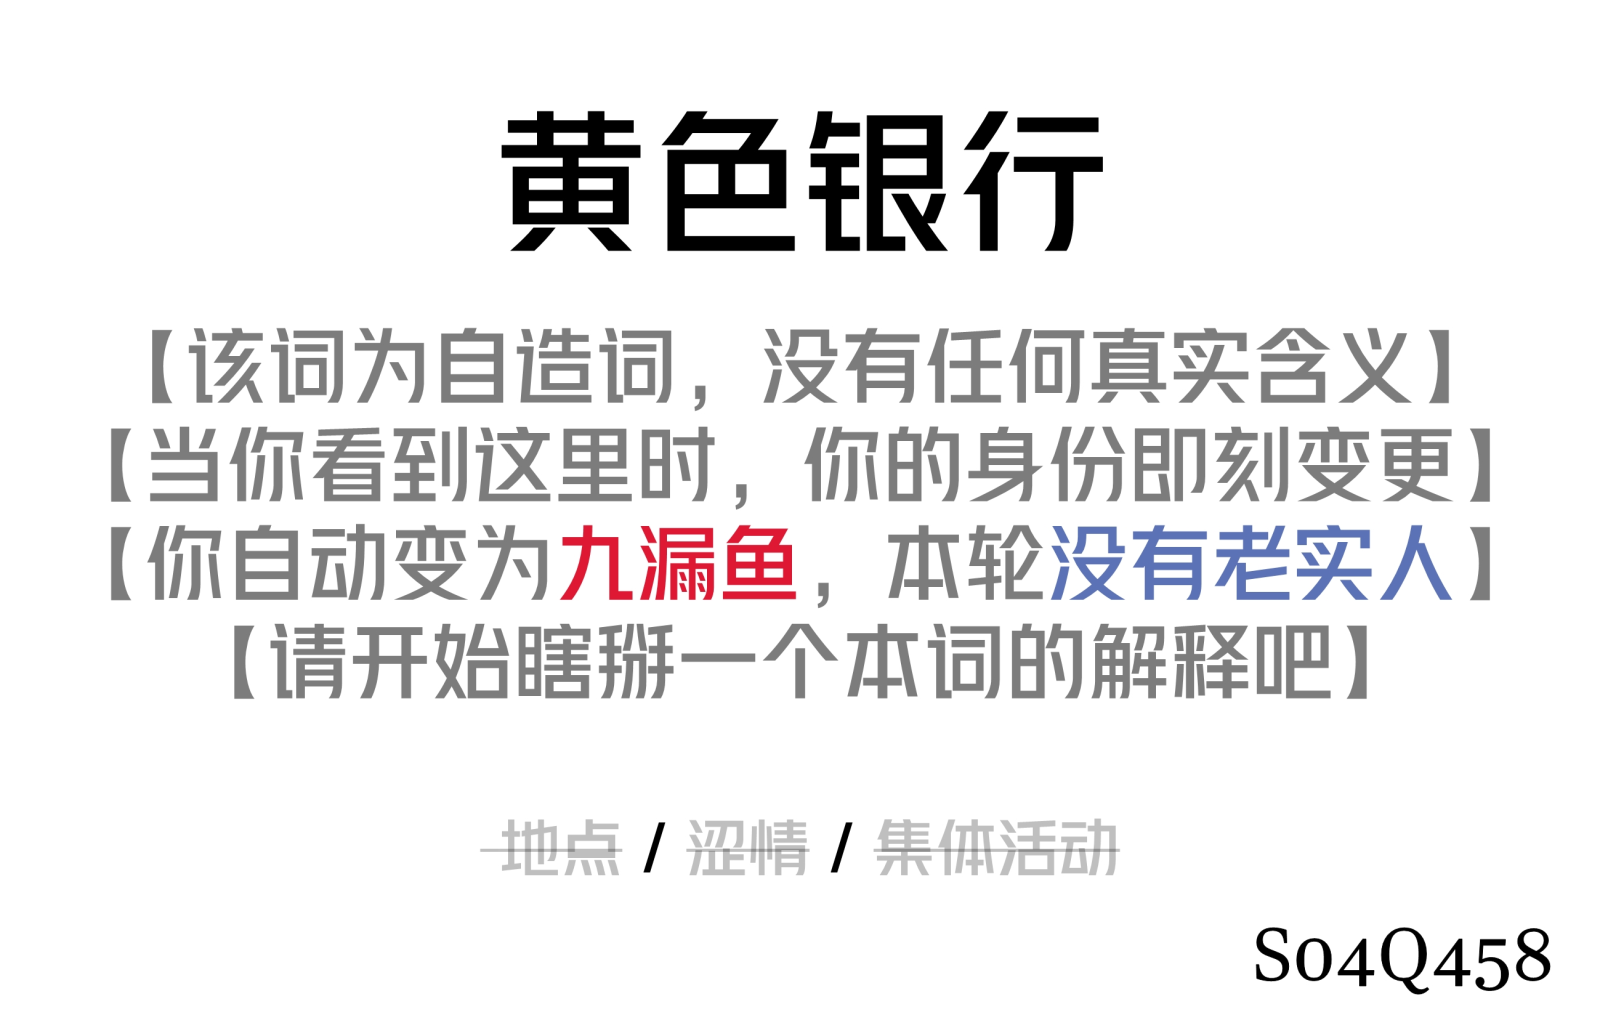 黄色银行
【该词为自造词，没有任何真实含义】
【当你看到这里时，你的身份即刻变更】
【你自动变为九漏鱼，本轮没有老实人】
【请开始瞎掰一个本词的解释吧】
地点 / 涩情 / 集体活动
S04Q458